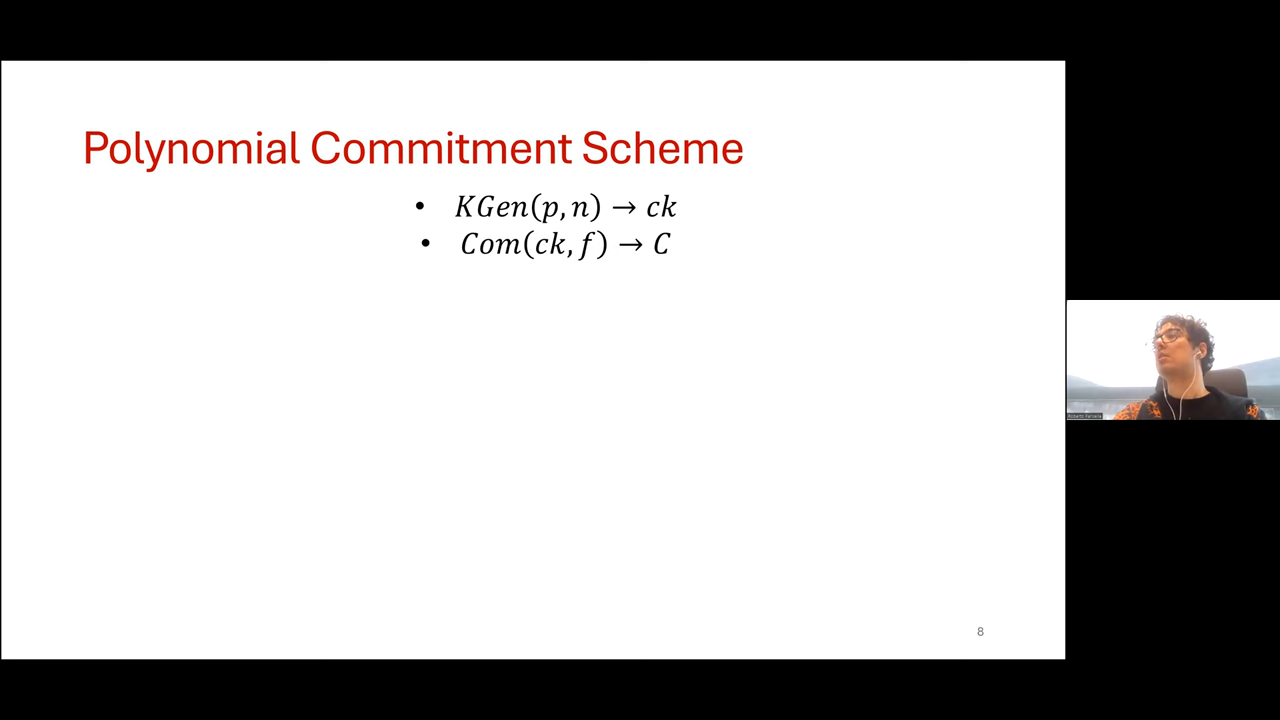 Polynomial Commitment Scheme
• 𝐾𝐺𝑒𝑛(𝑝, 𝑛) → 𝑐𝑘
• 𝐶𝑜𝑚(𝑐𝑘, 𝑓) → 𝐶
8